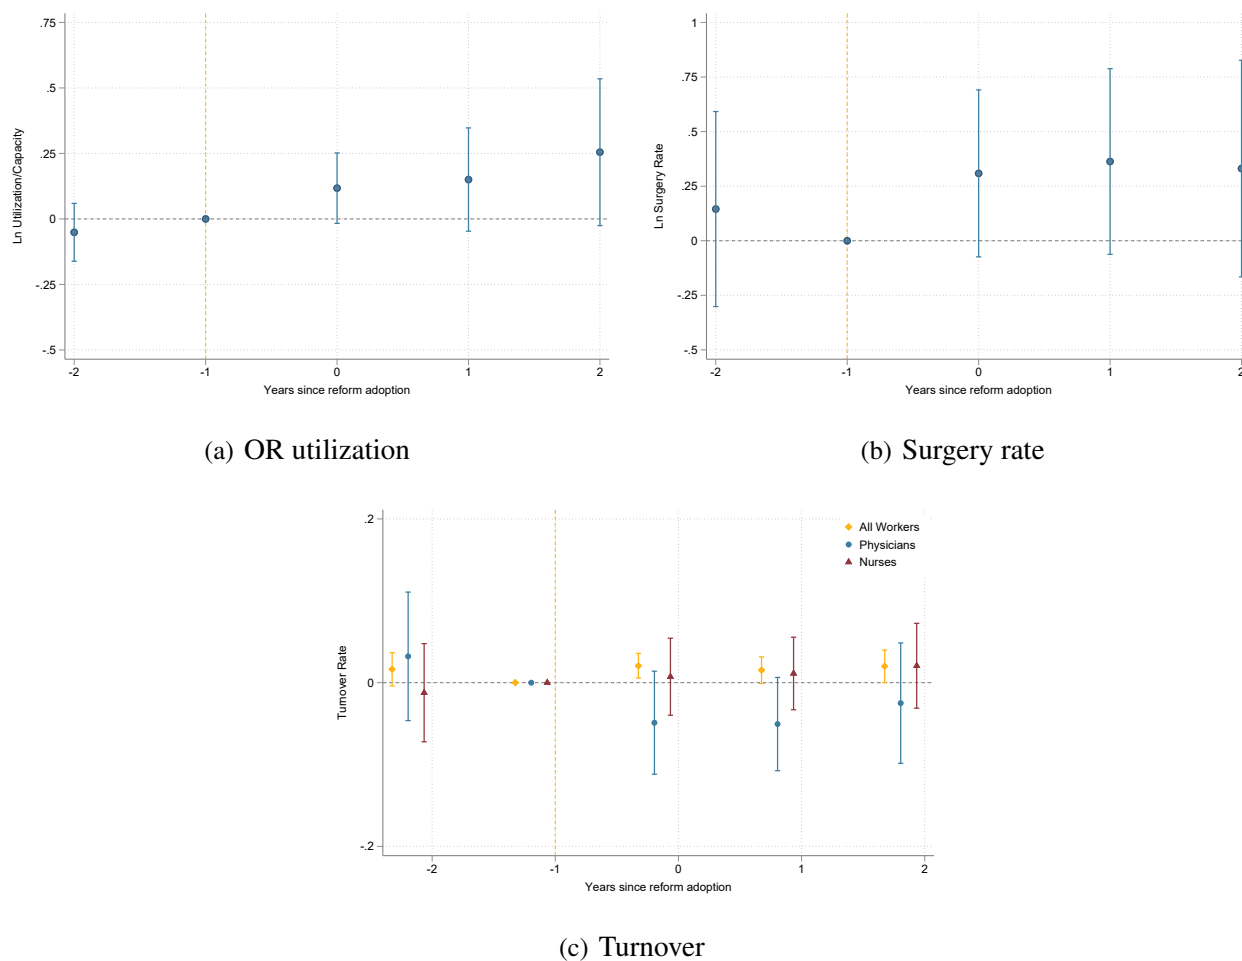 .75
.5
.25
0
-.25
-.5
Ln Utilization/Capacity
-2 -1 0 1 2
Years since reform adoption
(a) OR utilization
1
.75
.5
.25
0
-.25
-.5
Ln Surgery Rate
-2 -1 0 1 2
Years since reform adoption
(b) Surgery rate
.2
0
-.2
Turnover Rate
All Workers
Physicians
Nurses
-2 -1 0 1 2
Years since reform adoption
(c) Turnover